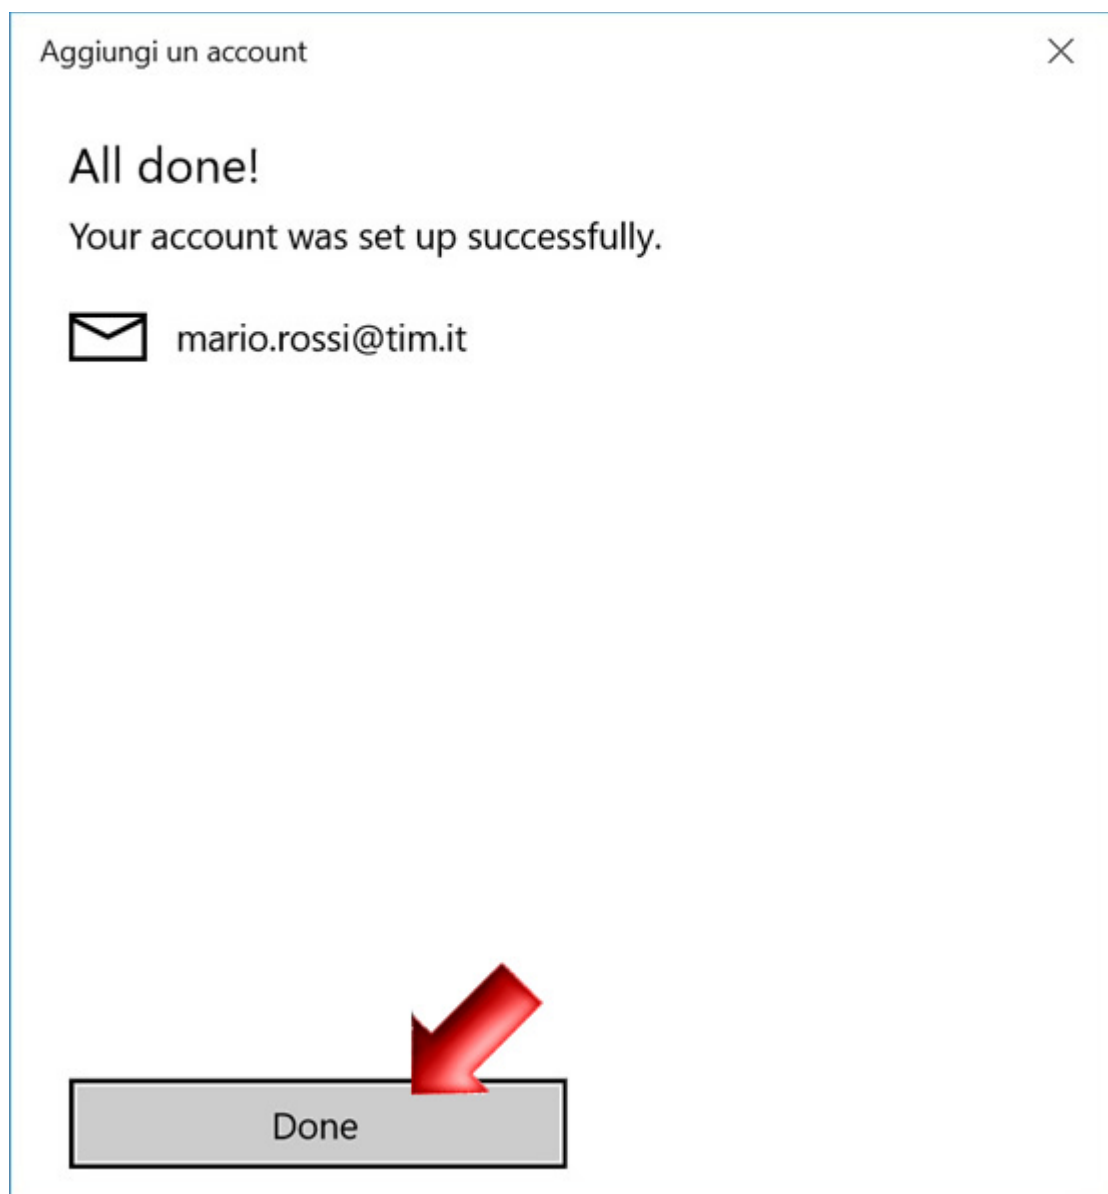 Aggiungi un account
All done!
Your account was set up successfully.
mario.rossi@tim.it
Done